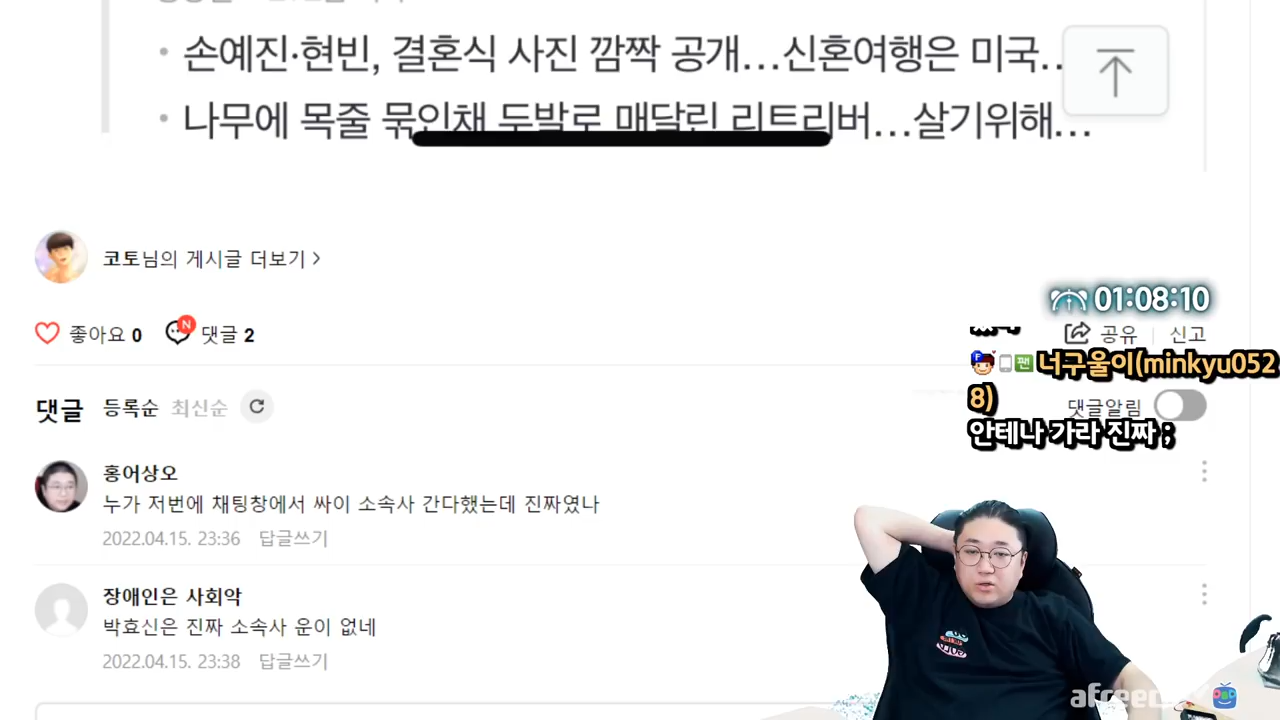 손예진·현빈, 결혼식 사진 깜짝 공개…신혼여행은 미국…
나무에 목줄 묶인채 두발로 매달린 리트리버…살기위해…
코토님의 게시글 더보기 >
좋아요 0 댓글 2
공유 신고
01:08:10
댓글 등록순 최신순
댓글알림
F 팬 너구울이(minkyu052
8)
안테나 가라 진짜 ;
홍어상오
누가 저번에 채팅창에서 싸이 소속사 간다했는데 진짜였나
2022.04.15. 23:36 답글쓰기
장애인은 사회악
박효신은 진짜 소속사 운이 없네
2022.04.15. 23:38 답글쓰기